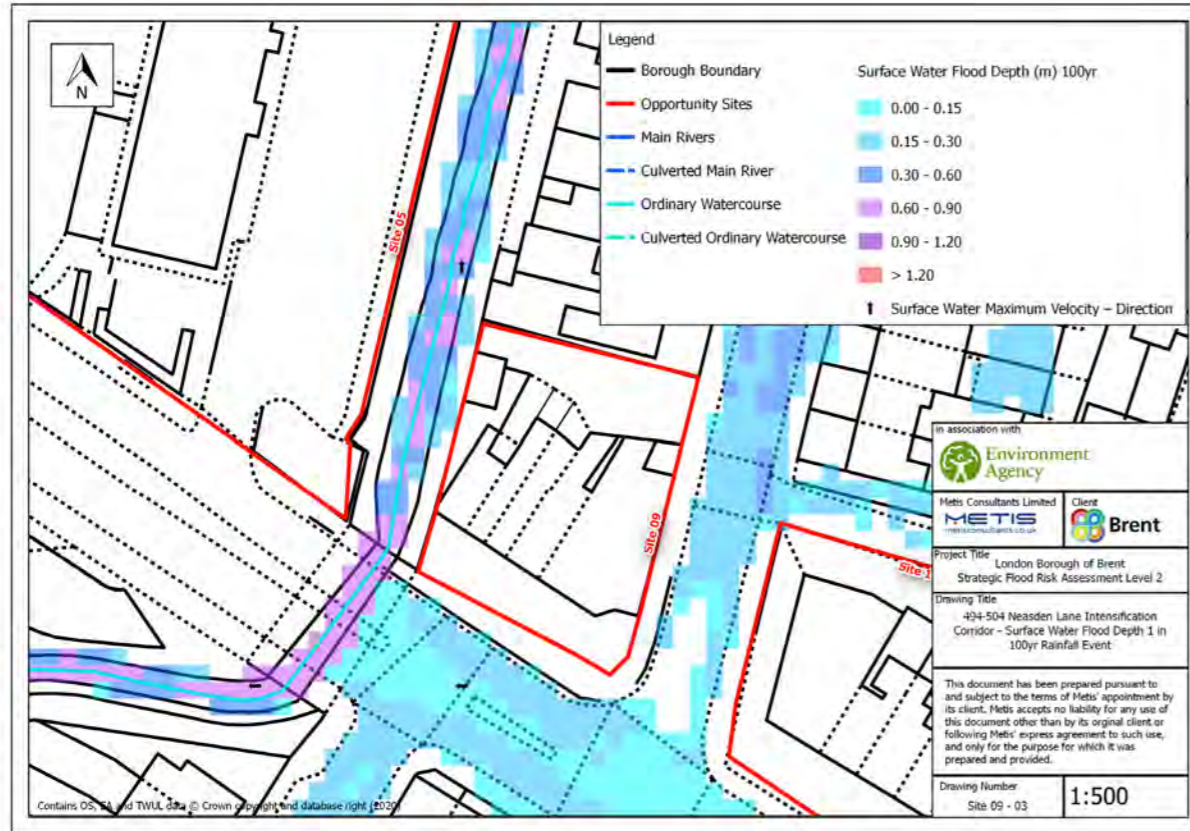 N
Legend
Borough Boundary
Opportunity Sites
Main Rivers
Culverted Main River
Ordinary Watercourse
Culverted Ordinary Watercourse
Surface Water Flood Depth (m) 100yr
0.00 - 0.15
0.15 - 0.30
0.30 - 0.60
0.60 - 0.90
0.90 - 1.20
> 1.20
Surface Water Maximum Velocity – Direction
Site 05
Site 09
Site 1
in association with
Environment
Agency
Metis Consultants Limited
METIS
metisconsultants.co.uk
Client
Brent
Project Title
London Borough of Brent
Strategic Flood Risk Assessment Level 2
Drawing Title
494-504 Neasden Lane Intensification
Corridor - Surface Water Flood Depth 1 in
100yr Rainfall Event
This document has been prepared pursuant to
and subject to the terms of Metis' appointment by
its client. Metis accepts no liability for any use of
this document other than by its orginal client or
following Metis' express agreement to such use,
and only for the purpose for which it was
prepared and provided.
Drawing Number
Site 09 - 03
1:500
Contains OS, EA and TWUL data © Crown copyright and database right (2020)